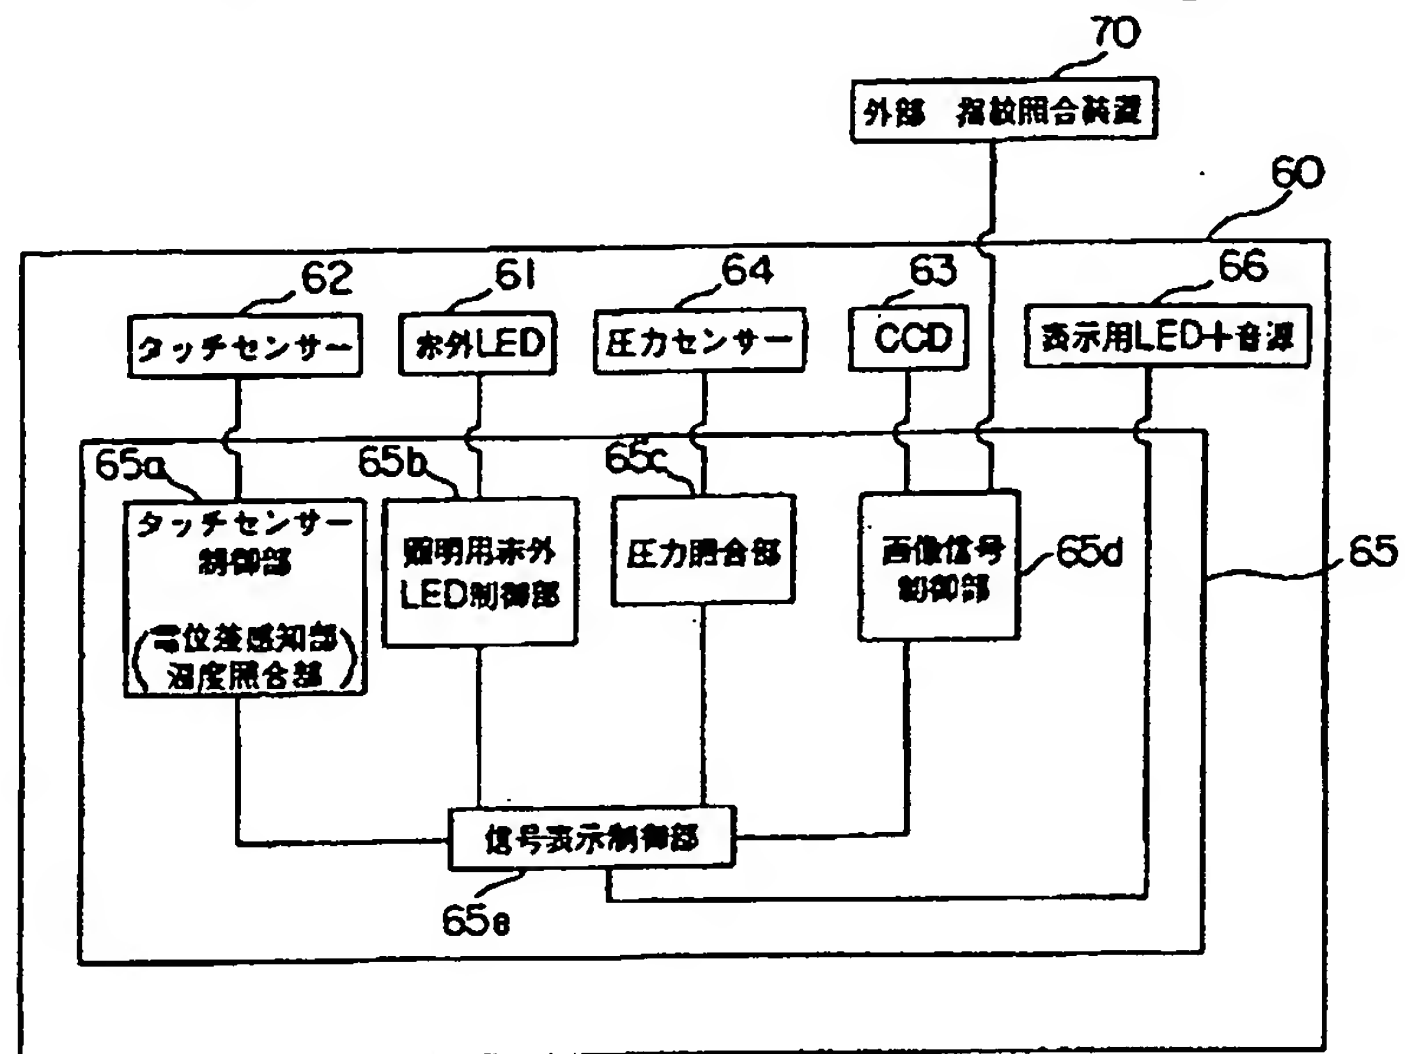 70
外部 指紋照合装置
60
62
61
64
63
66
タッチセンサー
赤外LED
圧力センサー
CCD
表示用LED+音源
65a
65b
65c
タッチセンサー
制御部
(電位差感知部
温度照合部)
照明用赤外
LED制御部
圧力照合部
画像信号
制御部
65d
65
信号表示制御部
65e